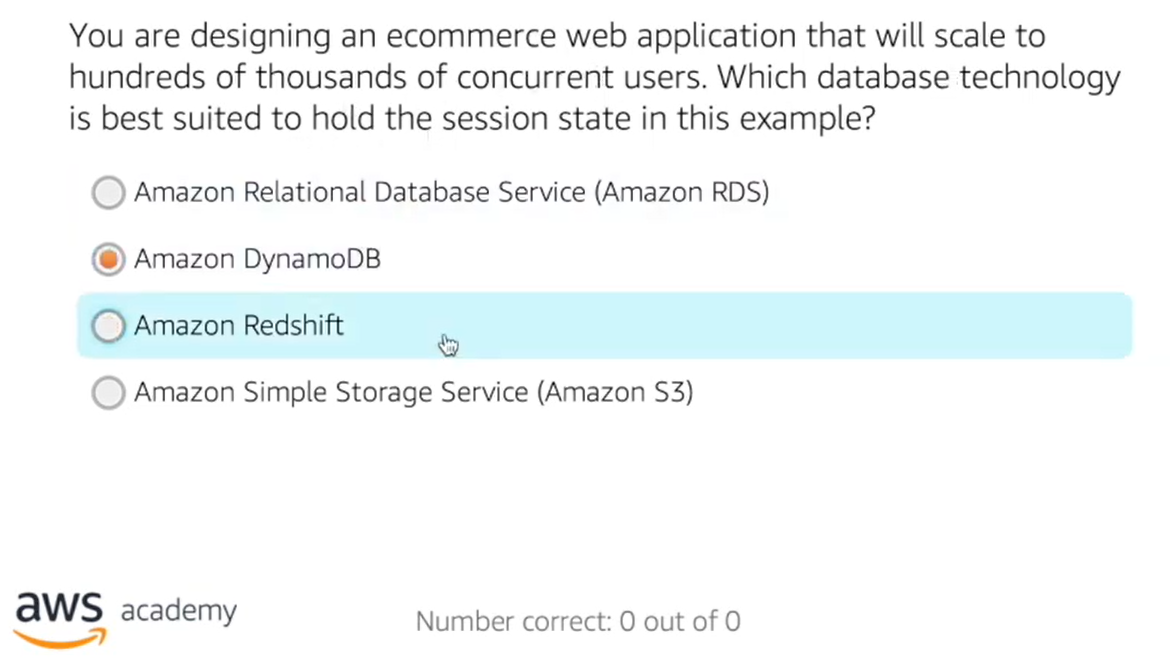 You are designing an ecommerce web application that will scale to
hundreds of thousands of concurrent users. Which database technology
is best suited to hold the session state in this example?
Amazon Relational Database Service (Amazon RDS)
Amazon DynamoDB
Amazon Redshift
Amazon Simple Storage Service (Amazon S3)
aws academy
Number correct: 0 out of 0